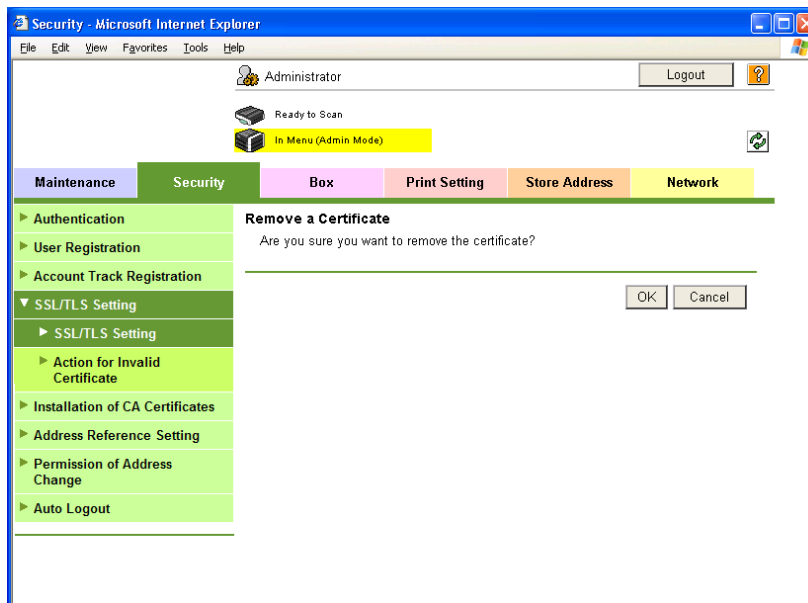 Security - Microsoft Internet Explorer
File Edit View Favorites Tools Help
Administrator
Logout
?
Ready to Scan
In Menu (Admin Mode)
Maintenance Security Box Print Setting Store Address Network
Authentication
User Registration
Account Track Registration
SSL/TLS Setting
SSL/TLS Setting
Action for Invalid
Certificate
Installation of CA Certificates
Address Reference Setting
Permission of Address
Change
Auto Logout
Remove a Certificate
Are you sure you want to remove the certificate?
OK Cancel